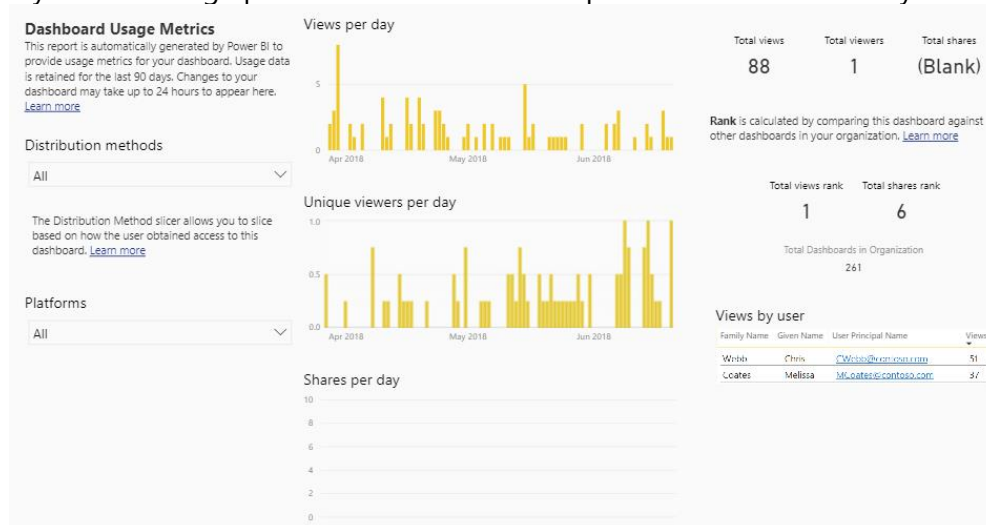 Dashboard Usage Metrics
This report is automatically generated by Power BI to
provide usage metrics for your dashboard. Usage data
is retained for the last 90 days. Changes to your
dashboard may take up to 24 hours to appear here.
Learn more
Distribution methods
All
The Distribution Method slicer allows you to slice
based on how the user obtained access to this
dashboard. Learn more
Platforms
All
Views per day
5
0
Apr 2018 May 2018 Jun 2018
Unique viewers per day
1.0
0.5
0.0
Apr 2018 May 2018 Jun 2018
Shares per day
10
8
6
4
2
0
Total views Total viewers Total shares
88 1 (Blank)
Rank is calculated by comparing this dashboard against
other dashboards in your organization. Learn more
Total views rank Total shares rank
1 6
Total Dashboards in Organization
261
Views by user
Family Name Given Name User Principal Name Views
Webb Chris CWebb@contoso.com 51
Coates Melissa MCoates@contoso.com 37